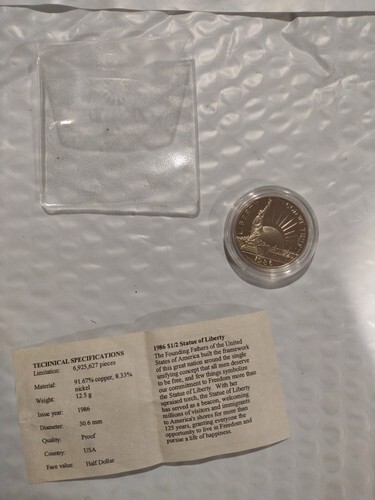 LIBERTY
IN GOD WE TRUST
1986
TECHNICAL SPECIFICATIONS
Limitation: 6,925,627 pieces
Material: 91.67% copper, 8.33%
nickel
Weight: 12.5 g
Issue year: 1986
Diameter: 30.6 mm
Quality: Proof
Country: USA
Face value: Half Dollar
1986 $1/2 Statue of Liberty
The Founding Fathers of the United
States of America built the framework
of this great nation around the single
unifying concept that all men deserve
to be free, and few things symbolize
our commitment to Freedom more than
the Statue of Liberty. With her
upraised torch, the Statue of Liberty
has served as a beacon, welcoming
millions of visitors and immigrants
to America's shores for more than
125 years, granting everyone the
opportunity to live in Freedom and
pursue a life of happiness.